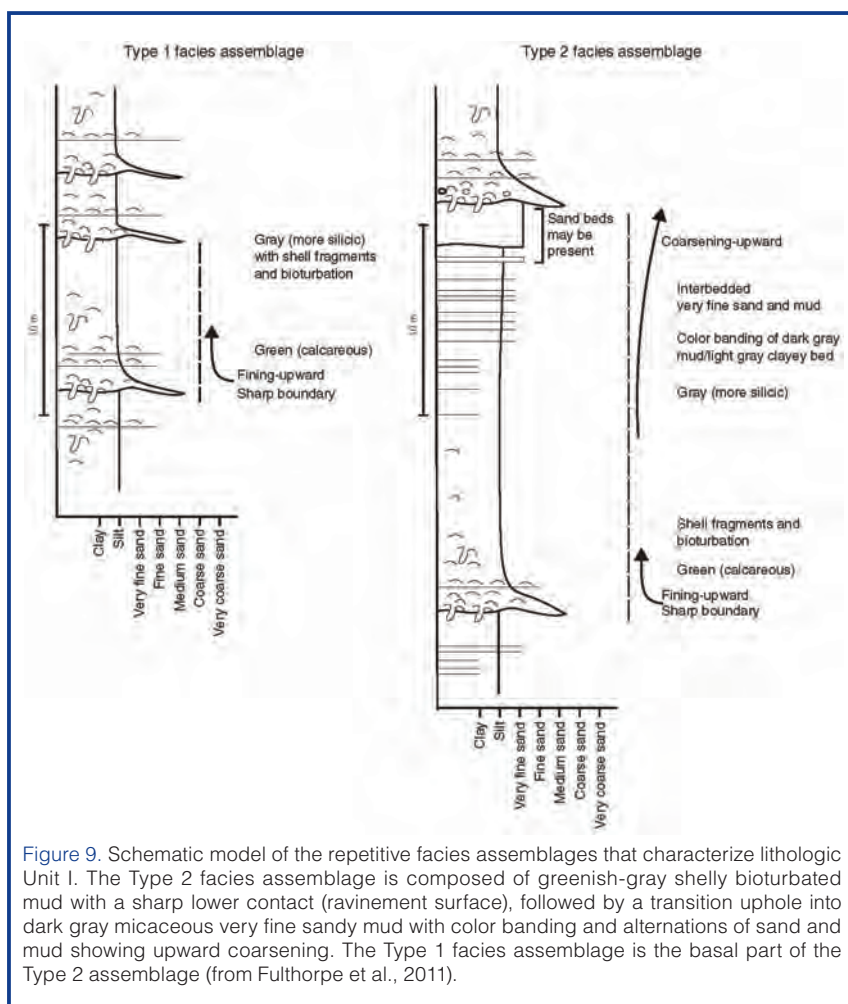 Type 1 facies assemblage
Gray (more silicic)
with shell fragments
and bioturbation
Green (calcareous)
Fining-upward
Sharp boundary
Clay
Silt
Very fine sand
Fine sand
Medium sand
Coarse sand
Very coarse sand
Type 2 facies assemblage
Sand beds
may be
present
Coarsening-upward
Interbedded
very fine sand and mud
Color banding of dark gray
mud/light gray clayey bed
Gray (more silicic)
Shell fragments and
bioturbation
Green (calcareous)
Fining-upward
Sharp boundary
Clay
Silt
Very fine sand
Fine sand
Medium sand
Coarse sand
Very coarse sand
Figure 9. Schematic model of the repetitive facies assemblages that characterize lithologic
Unit I. The Type 2 facies assemblage is composed of greenish-gray shelly bioturbated
mud with a sharp lower contact (ravinement surface), followed by a transition uphole into
dark gray micaceous very fine sandy mud with color banding and alternations of sand and
mud showing upward coarsening. The Type 1 facies assemblage is the basal part of the
Type 2 assemblage (from Fulthorpe et al., 2011).